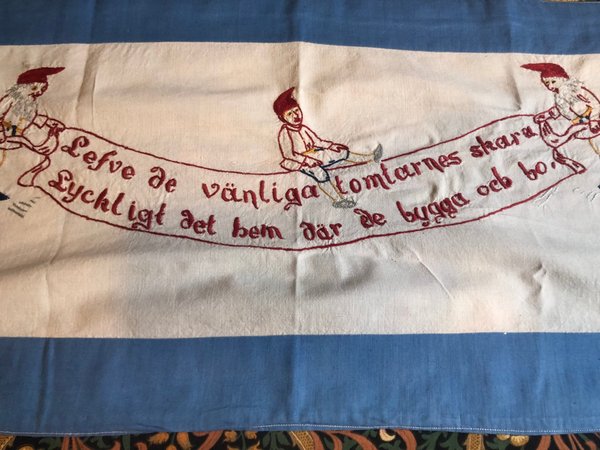 Lefve de vänliga tomtarnes skara
Lyckligt det hem där de bygga och bo.